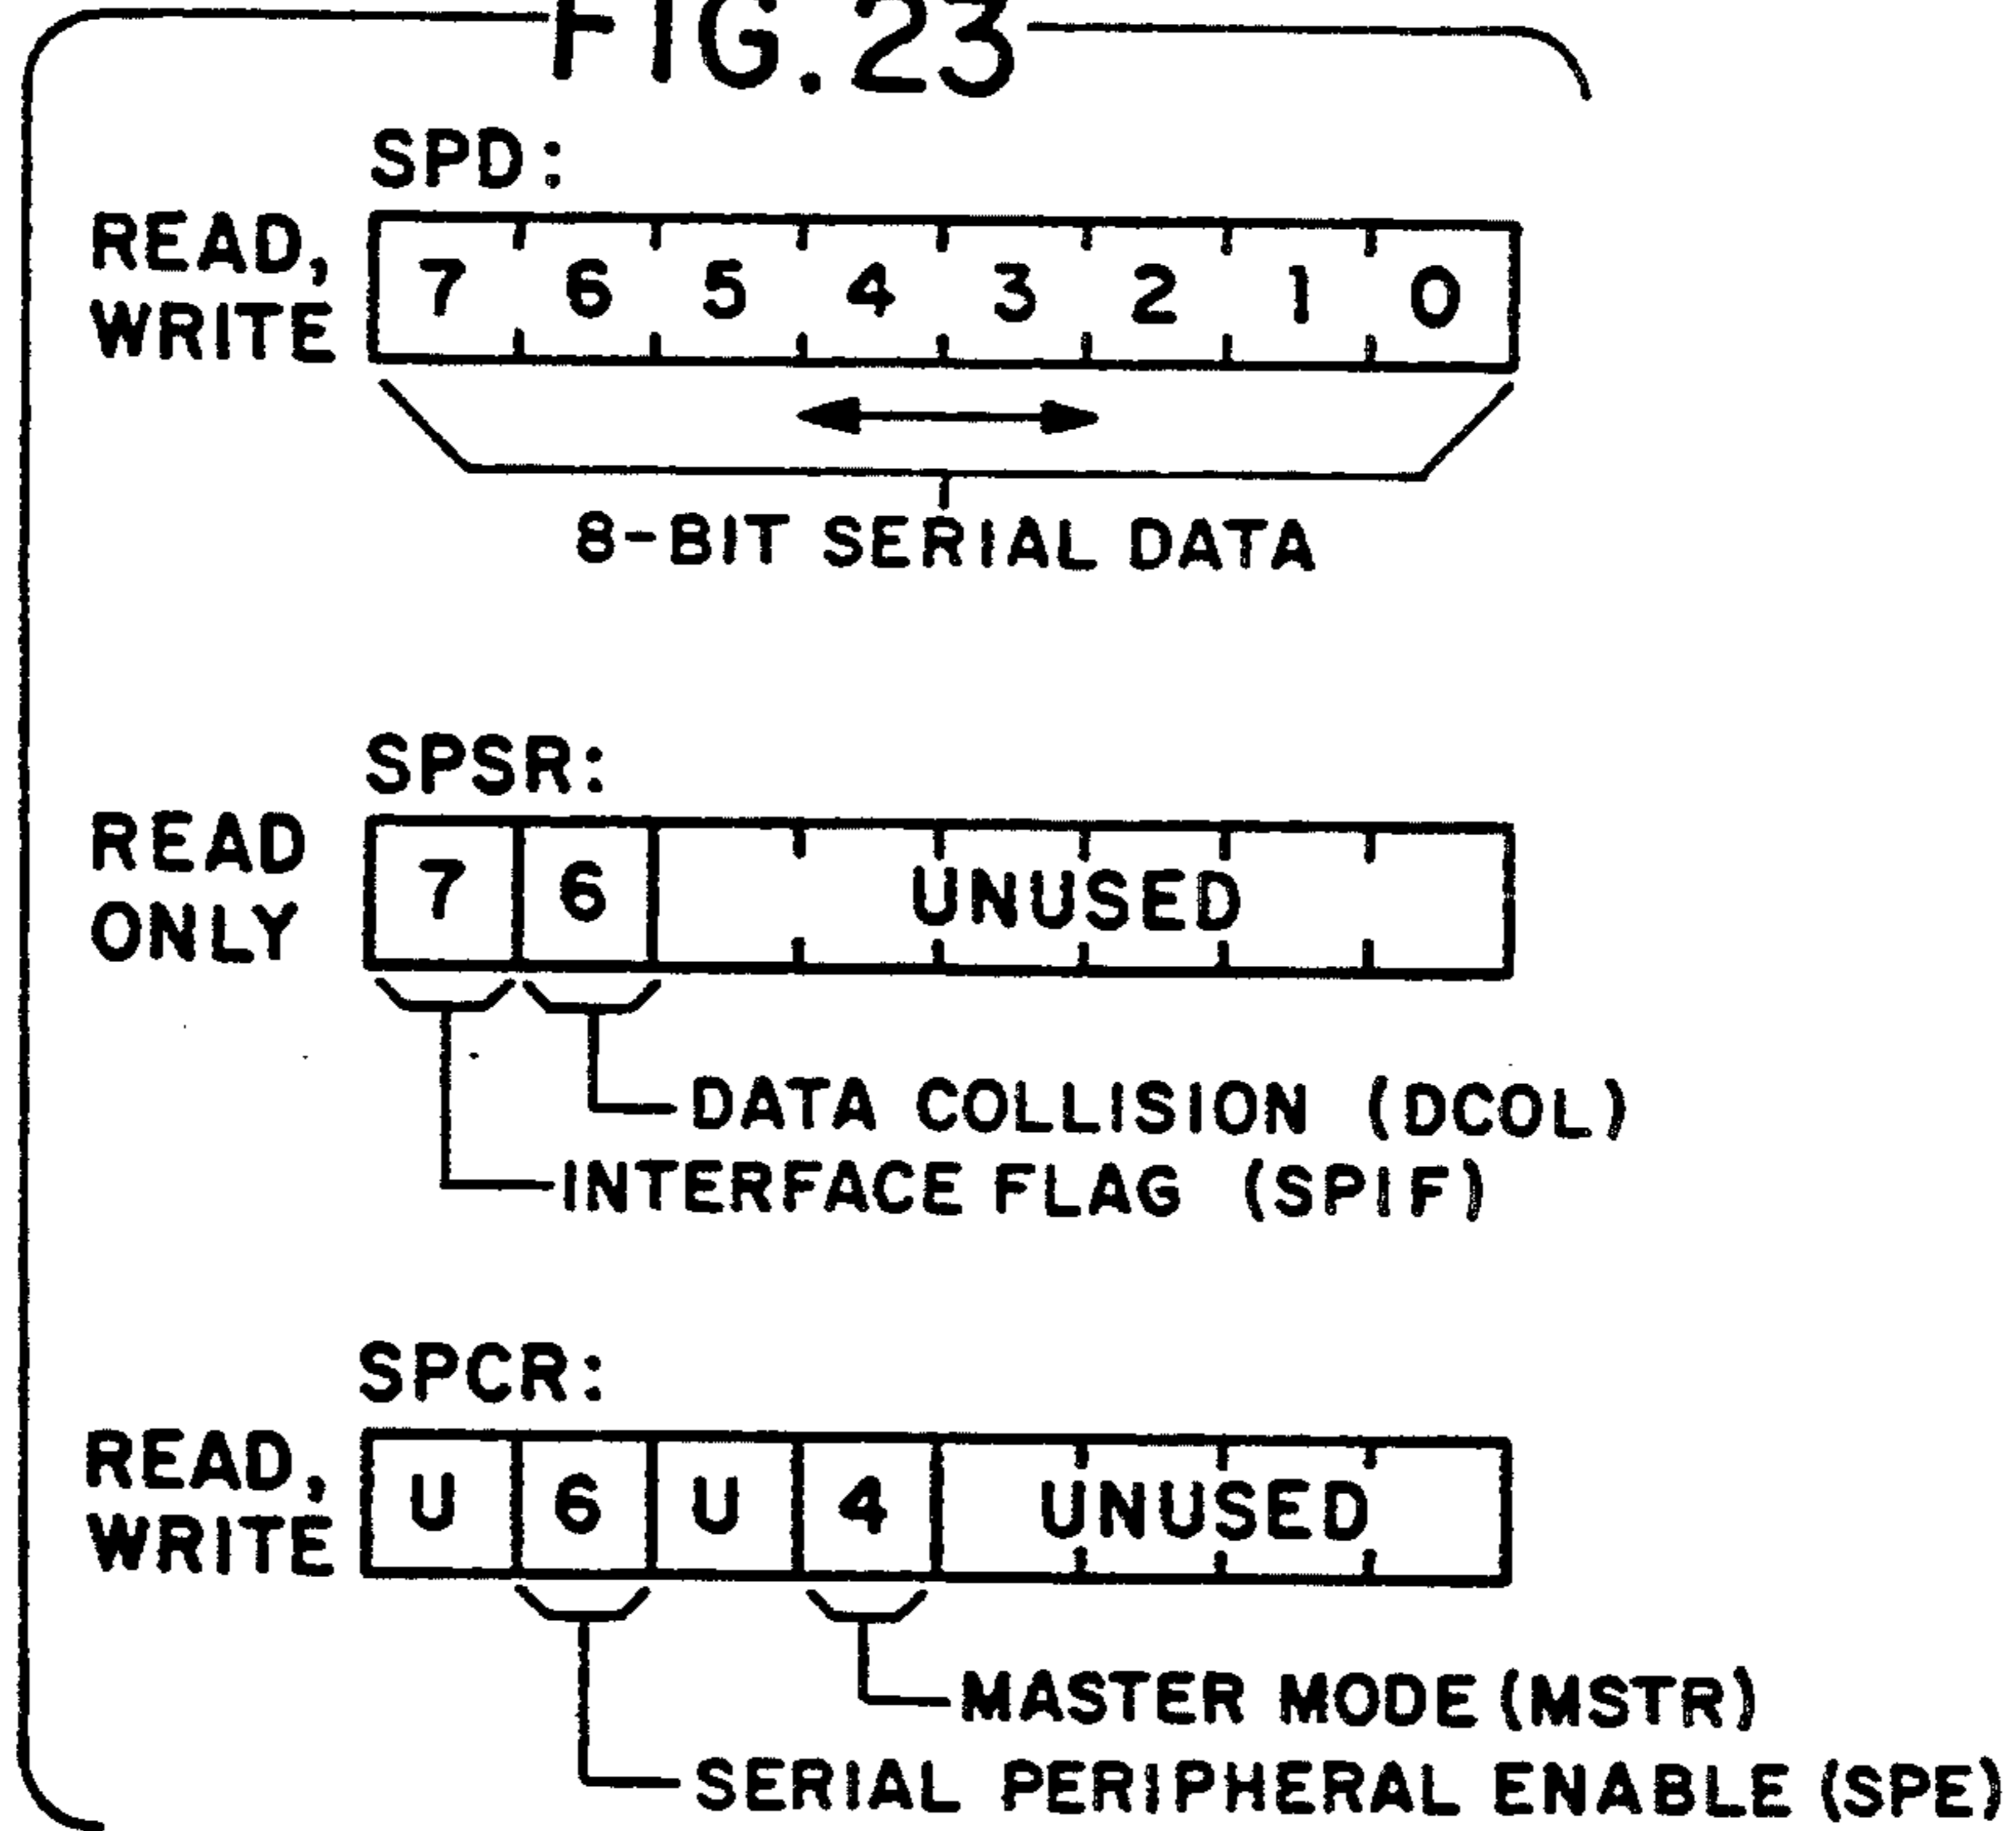 FIG.23
SPD:
READ,
WRITE
7 6 5 4 3 2 1 0
8-BIT SERIAL DATA
SPSR:
READ
ONLY
7 6 UNUSED
DATA COLLISION (DCOL)
INTERFACE FLAG (SPIF)
SPCR:
READ,
WRITE
U 6 U 4 UNUSED
MASTER MODE (MSTR)
SERIAL PERIPHERAL ENABLE (SPE)